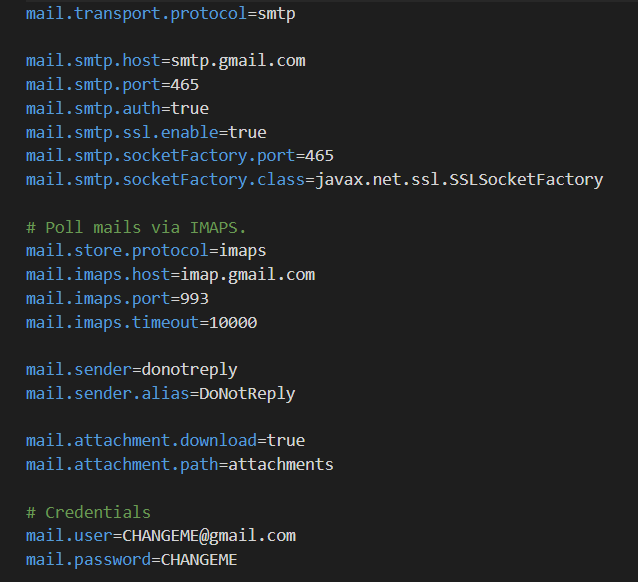 mail.transport.protocol=smtp
mail.smtp.host=smtp.gmail.com
mail.smtp.port=465
mail.smtp.auth=true
mail.smtp.ssl.enable=true
mail.smtp.socketFactory.port=465
mail.smtp.socketFactory.class=javax.net.ssl.SSLSocketFactory
# Poll mails via IMAPS.
mail.store.protocol=imaps
mail.imaps.host=imap.gmail.com
mail.imaps.port=993
mail.imaps.timeout=10000
mail.sender=donotreply
mail.sender.alias=DoNotReply
mail.attachment.download=true
mail.attachment.path=attachments
# Credentials
mail.user=CHANGEME@gmail.com
mail.password=CHANGEME